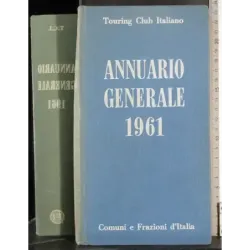 Touring Club Italiano
ANNUARIO
GENERALE
1961
Comuni e Frazioni d'Italia
ANNUARIO
GENERALE
1961